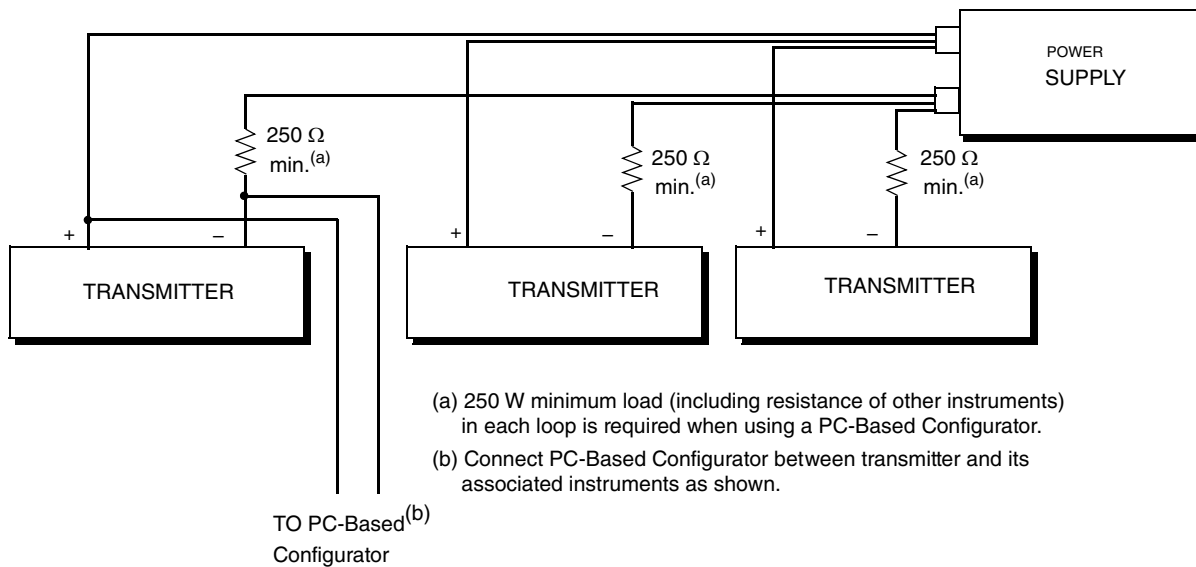 POWER
SUPPLY
250 Ω
min.(a)
250 Ω
min.(a)
250 Ω
min.(a)
+
–
+
–
+
–
TRANSMITTER
TRANSMITTER
TRANSMITTER
(a) 250 W minimum load (including resistance of other instruments)
in each loop is required when using a PC-Based Configurator.
(b) Connect PC-Based Configurator between transmitter and its
associated instruments as shown.
TO PC-Based(b)
Configurator